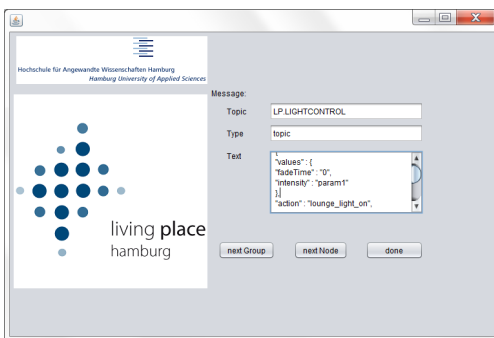 Hochschule für Angewandte Wissenschaften Hamburg
Hamburg University of Applied Sciences
living place
hamburg
Message:
Topic LP.LIGHTCONTROL
Type topic
Text
"values" : {
"fadeTime" : "0",
"intensity" : "param1"
},
"action" : "lounge_light_on",
next Group next Node done